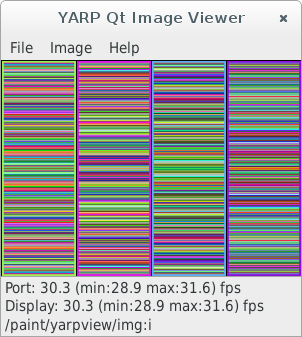 YARP Qt Image Viewer
File Image Help
Port: 30.3 (min:28.9 max:31.6) fps
Display: 30.3 (min:28.9 max:31.6) fps
/paint/yarpview/img:i